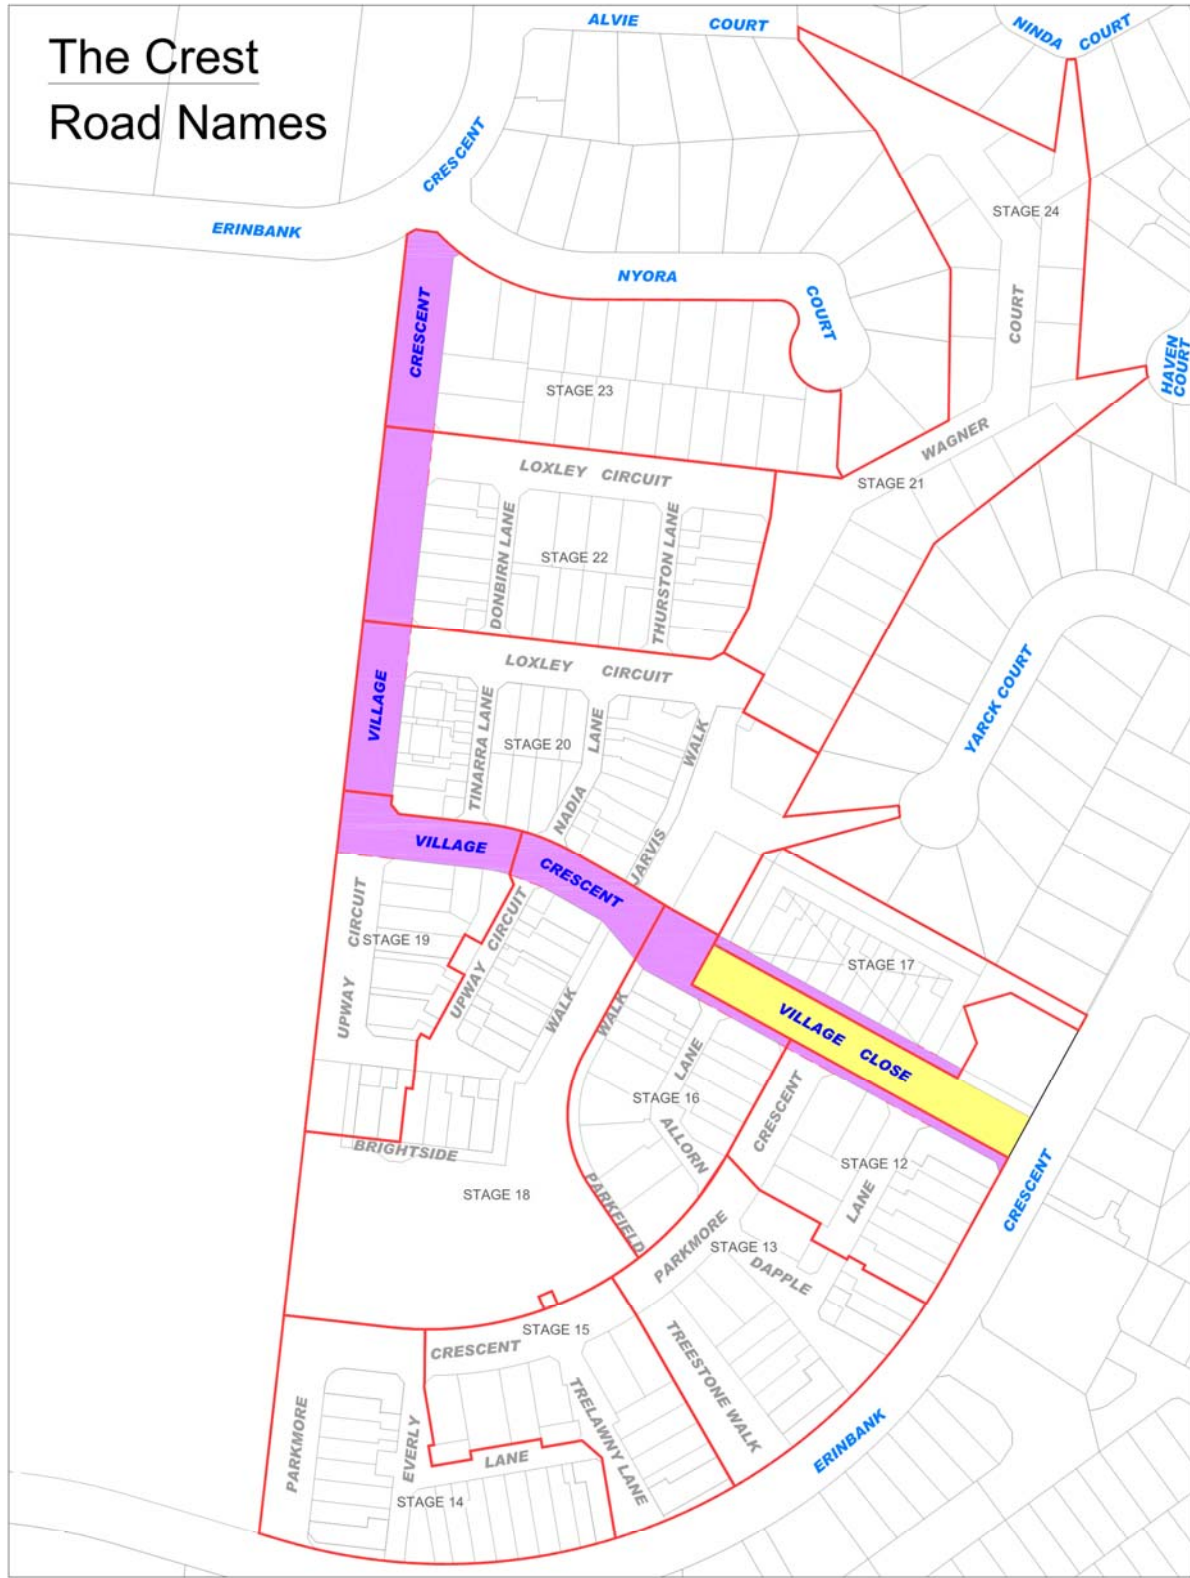 The Crest
Road Names
ALVIE COURT
NINDA COURT
CRESCENT
ERINBANK
STAGE 24
NYORA
COURT
COURT
CRESCENT
HAVEN
COURT
STAGE 23
WAGNER
LOXLEY CIRCUIT
STAGE 21
DONBIRN LANE
STAGE 22
THURSTON LANE
LOXLEY CIRCUIT
VILLAGE
YARCK COURT
TINARRA LANE
STAGE 20
LANE
NADIA
WALK
JARVIS
VILLAGE
CRESCENT
UPWAY CIRCUIT
STAGE 19
UPWAY CIRCUIT
WALK
WALK
STAGE 17
VILLAGE CLOSE
LANE
STAGE 16
ALLORN
CRESCENT
BRIGHTSIDE
STAGE 12
LANE
CRESCENT
STAGE 18
PARKFIELD
PARKMORE
STAGE 13
DAPPLE
STAGE 15
CRESCENT
TREESTONE WALK
TRELAWNY LANE
PARKMORE
EVERLY
LANE
STAGE 14
ERINBANK